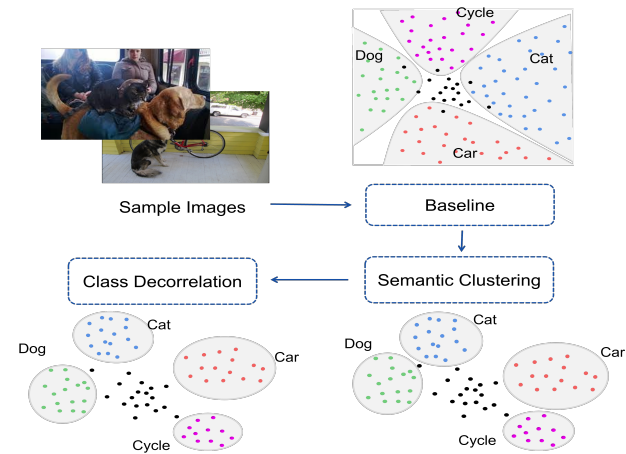 Cycle
Dog
Cat
Car
Sample Images
Baseline
Class Decorrelation
Semantic Clustering
Cat
Dog
Car
Cycle
Cat
Dog
Car
Cycle